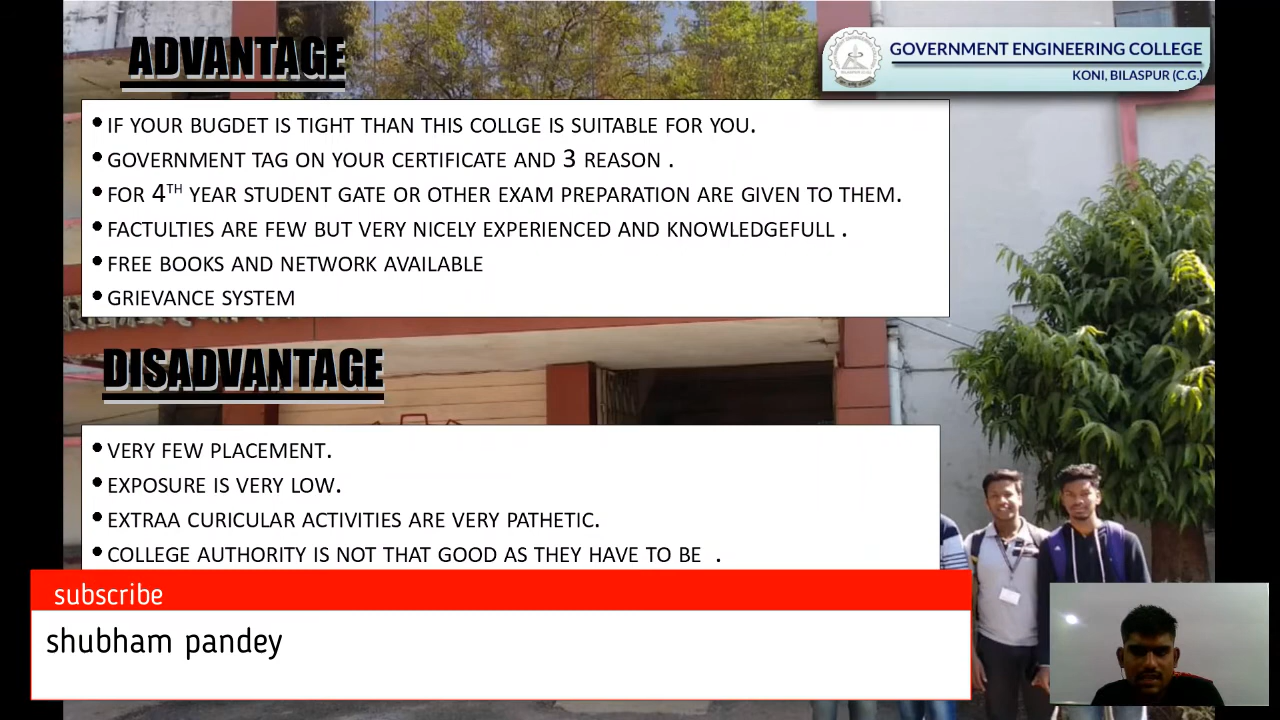 ADVANTAGE
GOVERNMENT ENGINEERING COLLEGE
KONI, BILASPUR (C.G.)
• IF YOUR BUGDET IS TIGHT THAN THIS COLLGE IS SUITABLE FOR YOU.
• GOVERNMENT TAG ON YOUR CERTIFICATE AND 3 REASON .
• FOR 4TH YEAR STUDENT GATE OR OTHER EXAM PREPARATION ARE GIVEN TO THEM.
• FACTULTIES ARE FEW BUT VERY NICELY EXPERIENCED AND KNOWLEDGEFULL .
• FREE BOOKS AND NETWORK AVAILABLE
• GRIEVANCE SYSTEM
DISADVANTAGE
• VERY FEW PLACEMENT.
• EXPOSURE IS VERY LOW.
• EXTRAA CURICULAR ACTIVITIES ARE VERY PATHETIC.
• COLLEGE AUTHORITY IS NOT THAT GOOD AS THEY HAVE TO BE .
subscribe
shubham pandey